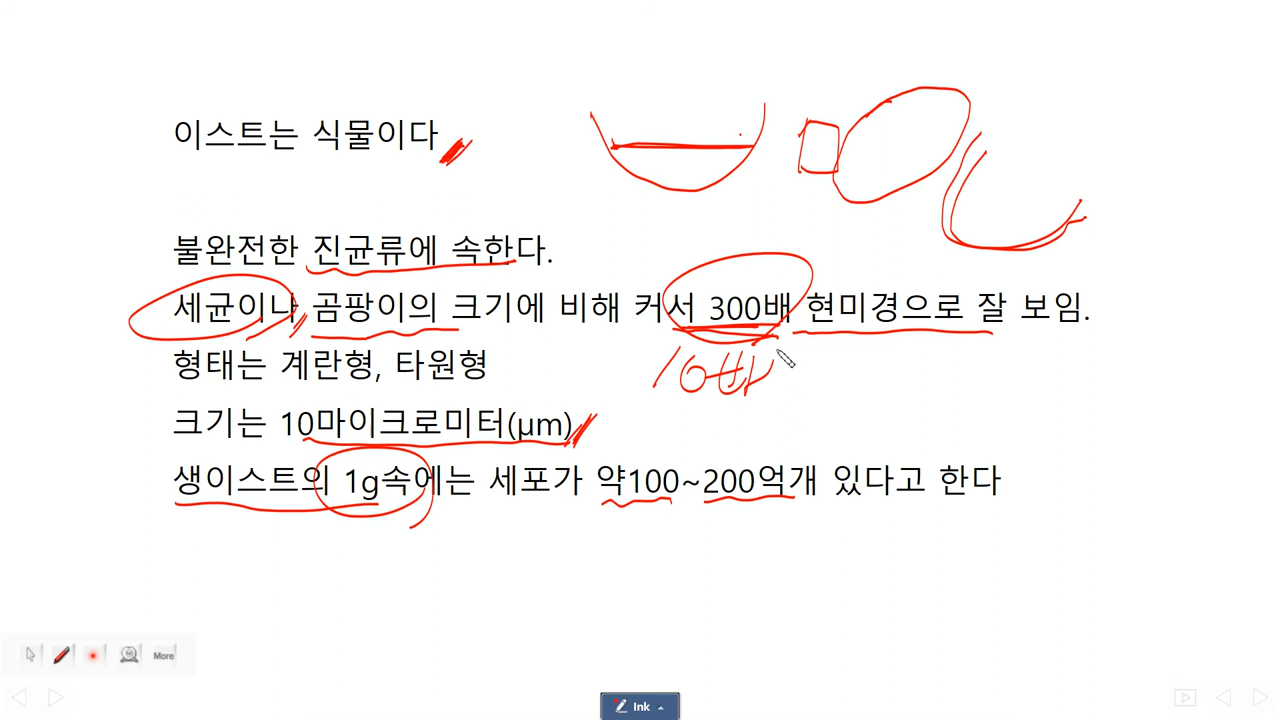 이스트는 식물이다
불완전한 진균류에 속한다.
세균이나 곰팡이의 크기에 비해 커서 300배 현미경으로 잘 보임.
형태는 계란형, 타원형
크기는 10마이크로미터(μm)
생이스트의 1g속에는 세포가 약100~200억개 있다고 한다
More
Ink